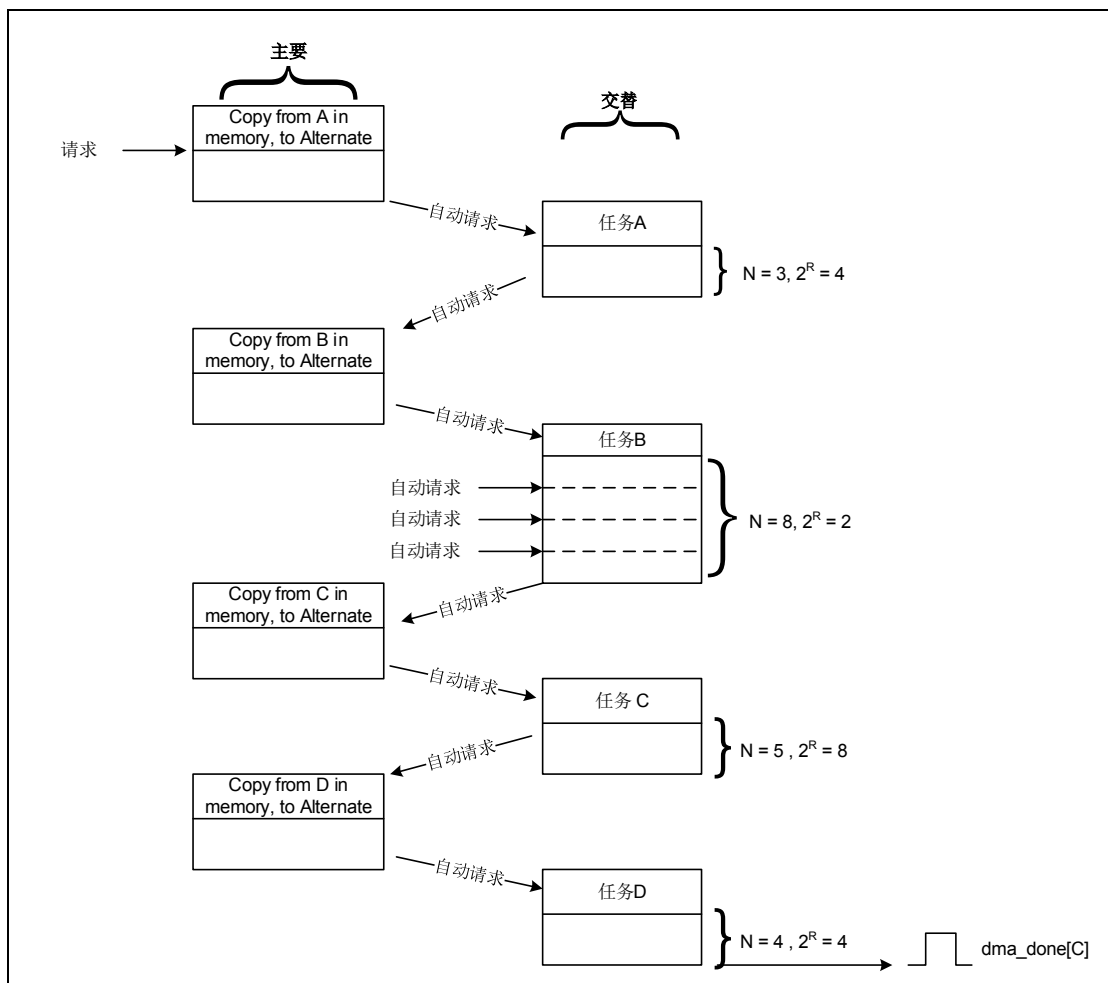 主要
交替
Copy from A in
memory, to Alternate
请求
自动请求
任务A
N = 3, 2^R = 4
自动请求
Copy from B in
memory, to Alternate
自动请求
任务B
自动请求
自动请求
自动请求
N = 8, 2^R = 2
Copy from C in
memory, to Alternate
自动请求
自动请求
任务 C
自动请求
N = 5 , 2^R = 8
Copy from D in
memory, to Alternate
自动请求
任务D
N = 4 , 2^R = 4
dma_done[C]